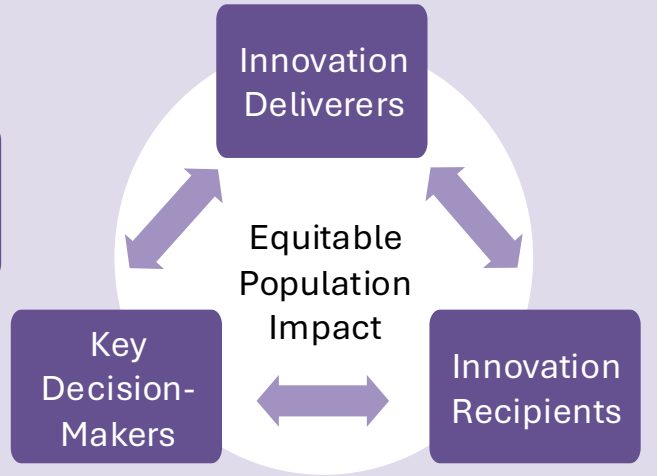 Innovation
Deliverers
Equitable
Population
Impact
Key
Decision-
Makers
Innovation
Recipients